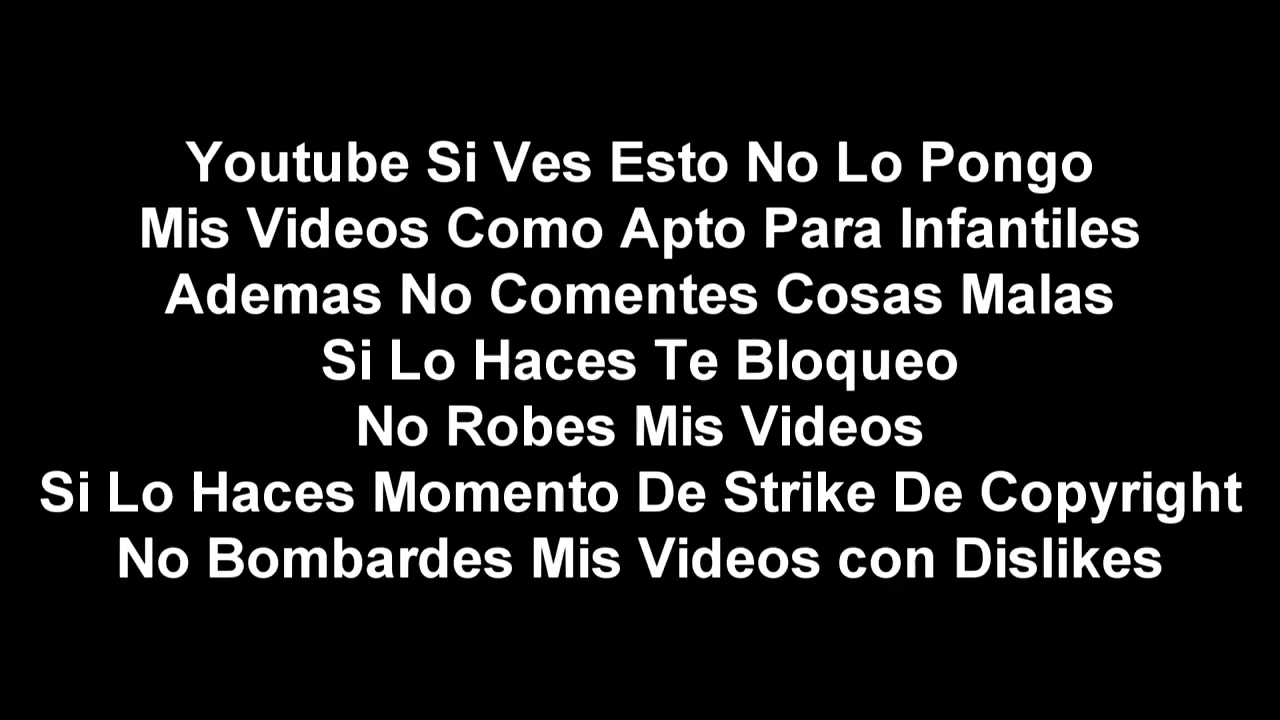 Youtube Si Ves Esto No Lo Pongo
Mis Videos Como Apto Para Infantiles
Ademas No Comentes Cosas Malas
Si Lo Haces Te Bloqueo
No Robes Mis Videos
Si Lo Haces Momento De Strike De Copyright
No Bombardes Mis Videos con Dislikes